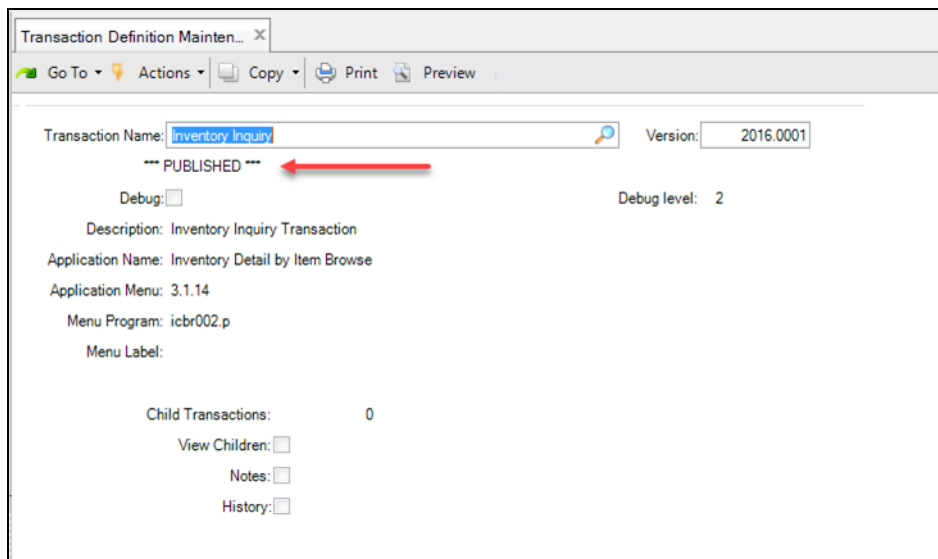 Transaction Definition Mainten... X
Go To Actions Copy Print Preview
Transaction Name: Inventory Inquiry Version: 2016.0001
*** PUBLISHED ***
Debug: Debug level: 2
Description: Inventory Inquiry Transaction
Application Name: Inventory Detail by Item Browse
Application Menu: 3.1.14
Menu Program: icbr002.p
Menu Label:
Child Transactions: 0
View Children:
Notes:
History: